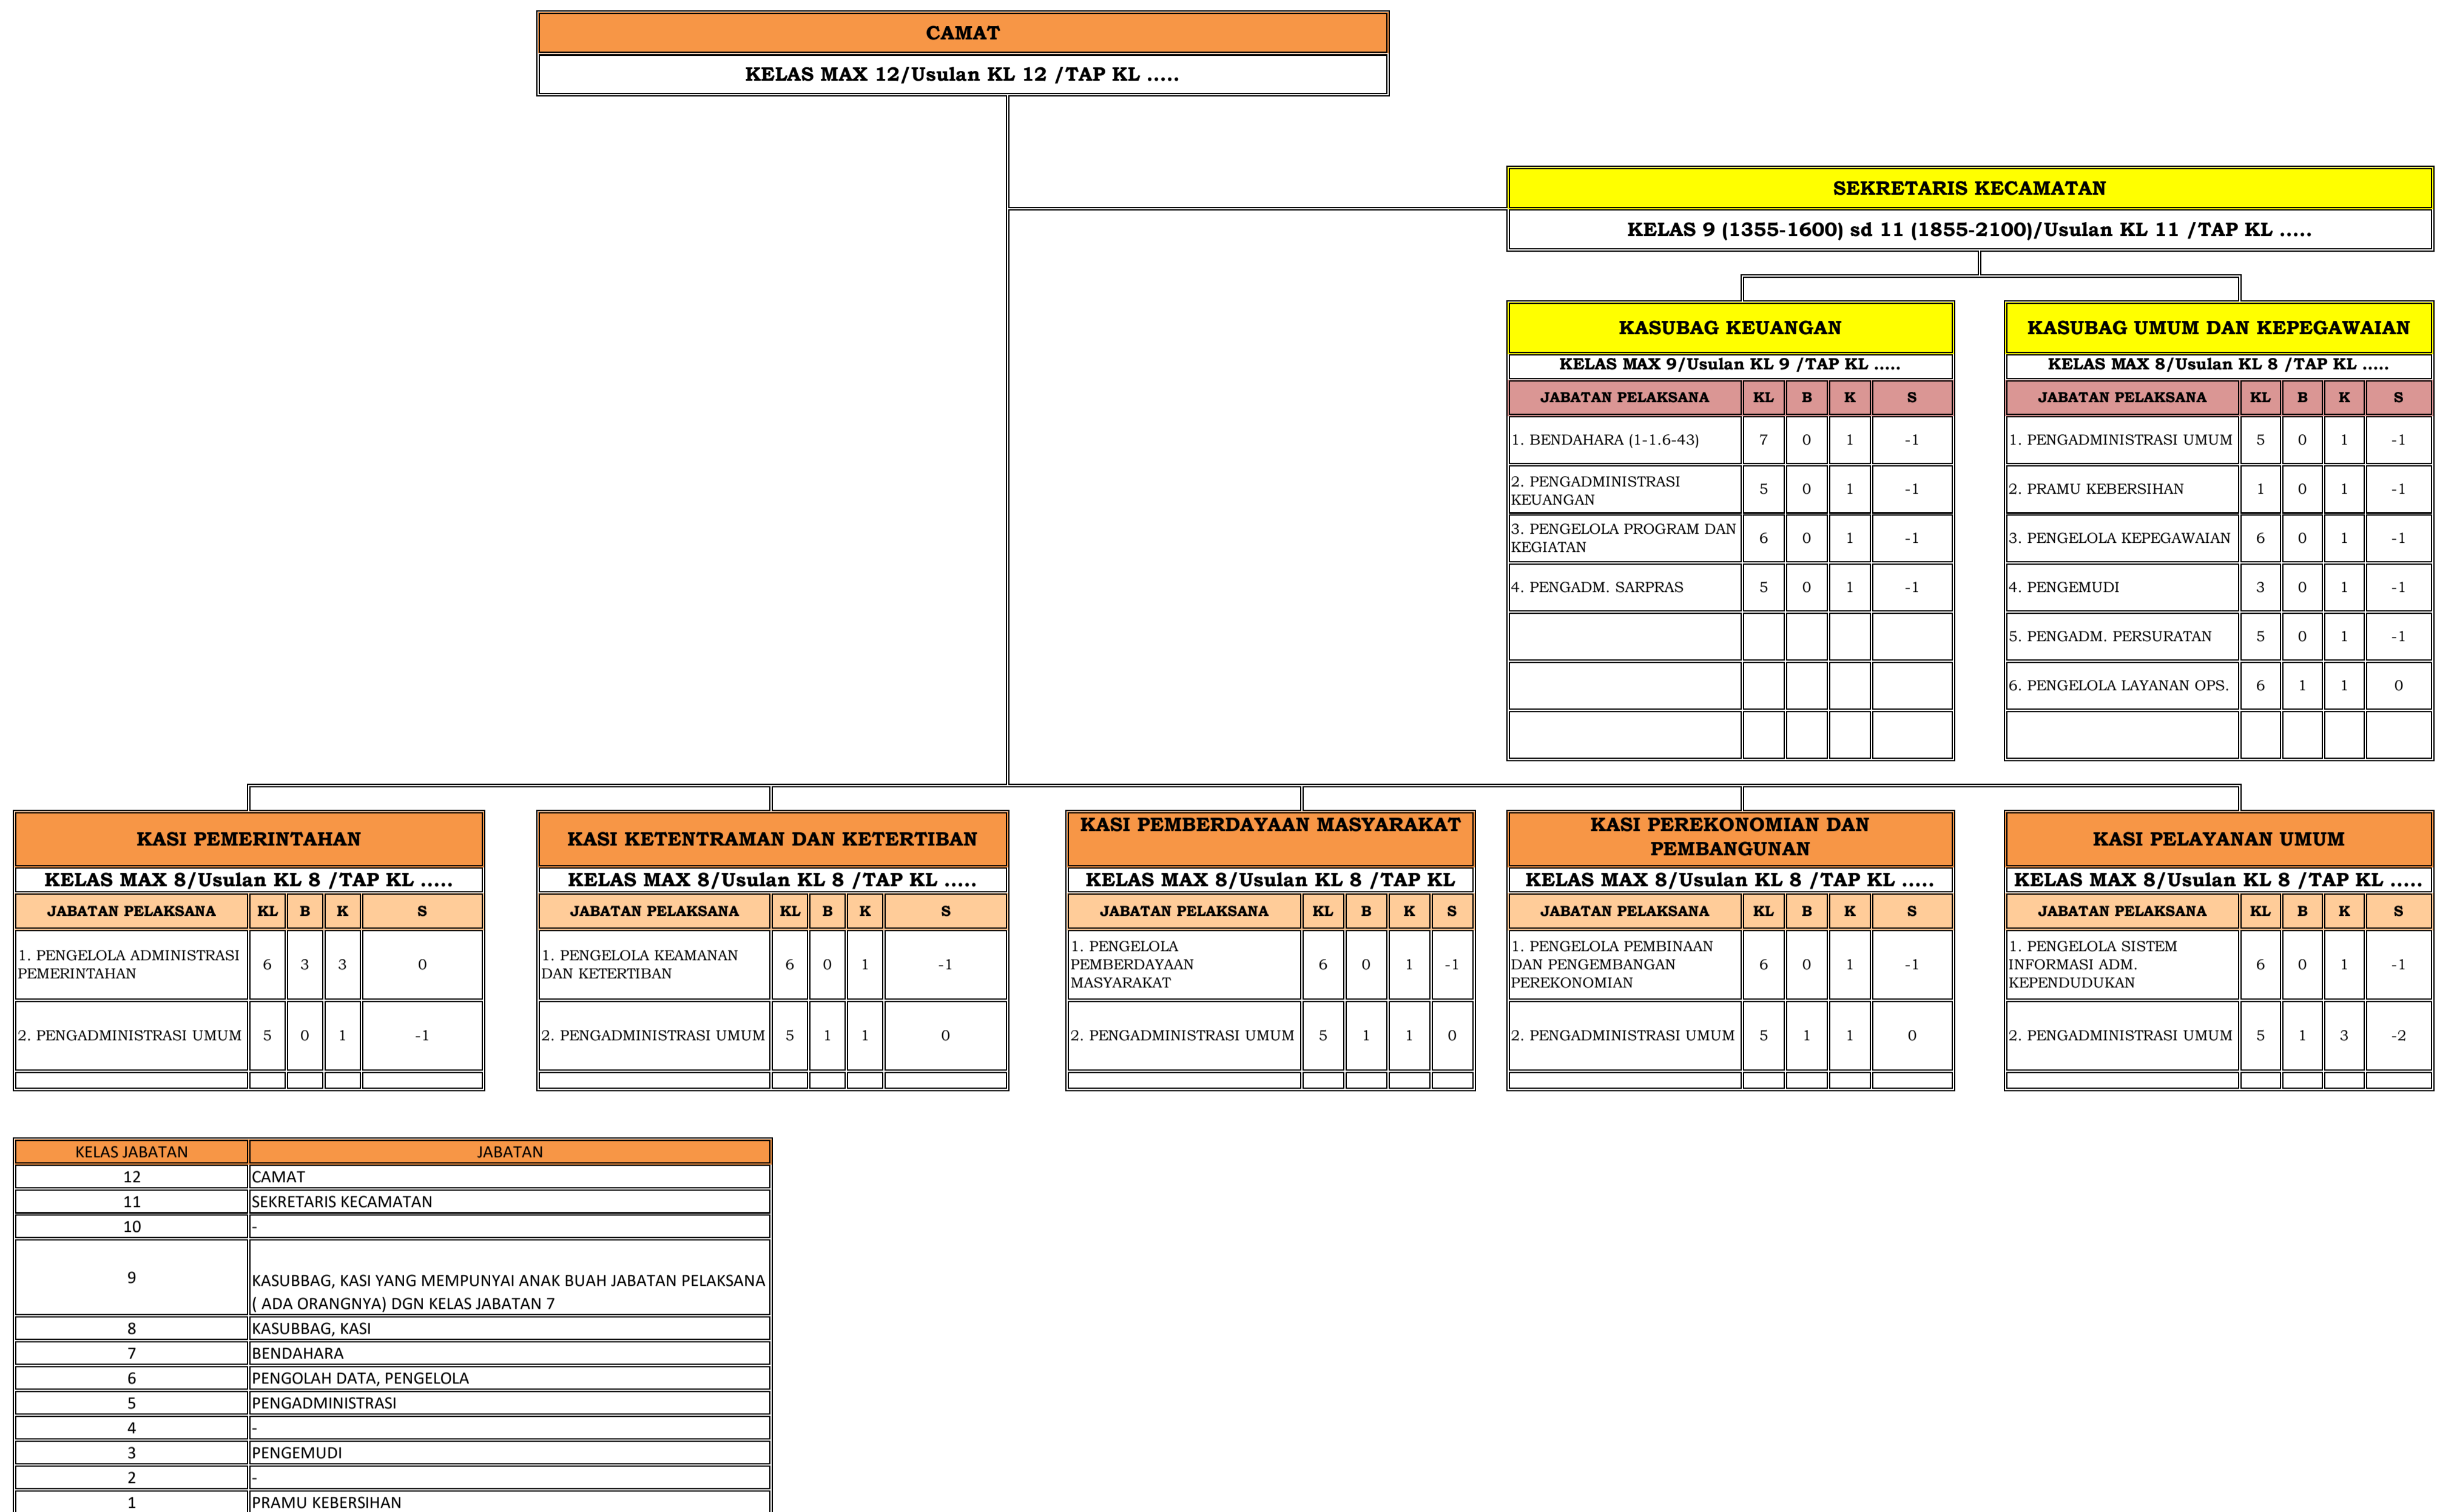 CAMAT
KELAS MAX 12/Usulan KL 12 /TAP KL .....
SEKRETARIS KECAMATAN
KELAS 9 (1355-1600) sd 11 (1855-2100)/Usulan KL 11 /TAP KL .....
KASUBAG KEUANGAN
KELAS MAX 9/Usulan KL 9 /TAP KL .....
JABATAN PELAKSANA KL B K S
1. BENDAHARA (1-1.6-43) 7 0 1 -1
2. PENGADMINISTRASI
KEUANGAN 5 0 1 -1
3. PENGELOLA PROGRAM DAN
KEGIATAN 6 0 1 -1
4. PENGADM. SARPRAS 5 0 1 -1
KASUBAG UMUM DAN KEPEGAWAIAN
KELAS MAX 8/Usulan KL 8 /TAP KL .....
JABATAN PELAKSANA KL B K S
1. PENGADMINISTRASI UMUM 5 0 1 -1
2. PRAMU KEBERSIHAN 1 0 1 -1
3. PENGELOLA KEPEGAWAIAN 6 0 1 -1
4. PENGEMUDI 3 0 1 -1
5. PENGADM. PERSURATAN 5 0 1 -1
6. PENGELOLA LAYANAN OPS. 6 1 1 0
KASI PEMERINTAHAN
KELAS MAX 8/Usulan KL 8 /TAP KL .....
JABATAN PELAKSANA KL B K S
1. PENGELOLA ADMINISTRASI
PEMERINTAHAN 6 3 3 0
2. PENGADMINISTRASI UMUM 5 0 1 -1
KASI KETENTRAMAN DAN KETERTIBAN
KELAS MAX 8/Usulan KL 8 /TAP KL .....
JABATAN PELAKSANA KL B K S
1. PENGELOLA KEAMANAN
DAN KETERTIBAN 6 0 1 -1
2. PENGADMINISTRASI UMUM 5 1 1 0
KASI PEMBERDAYAAN MASYARAKAT
KELAS MAX 8/Usulan KL 8 /TAP KL
JABATAN PELAKSANA KL B K S
1. PENGELOLA
PEMBERDAYAAN
MASYARAKAT 6 0 1 -1
2. PENGADMINISTRASI UMUM 5 1 1 0
KASI PEREKONOMIAN DAN
PEMBANGUNAN
KELAS MAX 8/Usulan KL 8 /TAP KL .....
JABATAN PELAKSANA KL B K S
1. PENGELOLA PEMBINAAN
DAN PENGEMBANGAN
PEREKONOMIAN 6 0 1 -1
2. PENGADMINISTRASI UMUM 5 1 1 0
KASI PELAYANAN UMUM
KELAS MAX 8/Usulan KL 8 /TAP KL .....
JABATAN PELAKSANA KL B K S
1. PENGELOLA SISTEM
INFORMASI ADM.
KEPENDUDUKAN 6 0 1 -1
2. PENGADMINISTRASI UMUM 5 1 3 -2
KELAS JABATAN JABATAN
12 CAMAT
11 SEKRETARIS KECAMATAN
10 -
9 KASUBBAG, KASI YANG MEMPUNYAI ANAK BUAH JABATAN PELAKSANA
( ADA ORANGNYA) DGN KELAS JABATAN 7
8 KASUBBAG, KASI
7 BENDAHARA
6 PENGOLAH DATA, PENGELOLA
5 PENGADMINISTRASI
4 -
3 PENGEMUDI
2 -
1 PRAMU KEBERSIHAN